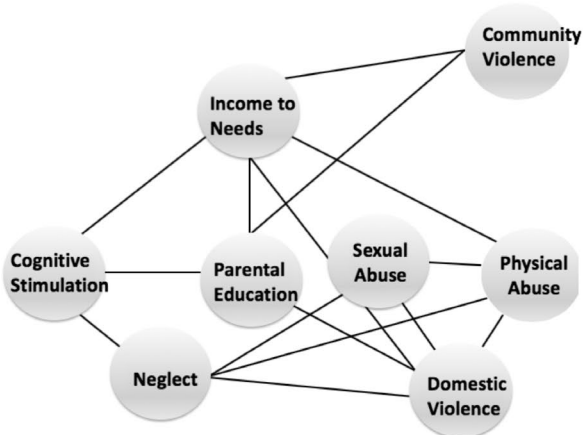 Community
Violence
Income to
Needs
Cognitive
Stimulation
Parental
Education
Sexual
Abuse
Physical
Abuse
Neglect
Domestic
Violence